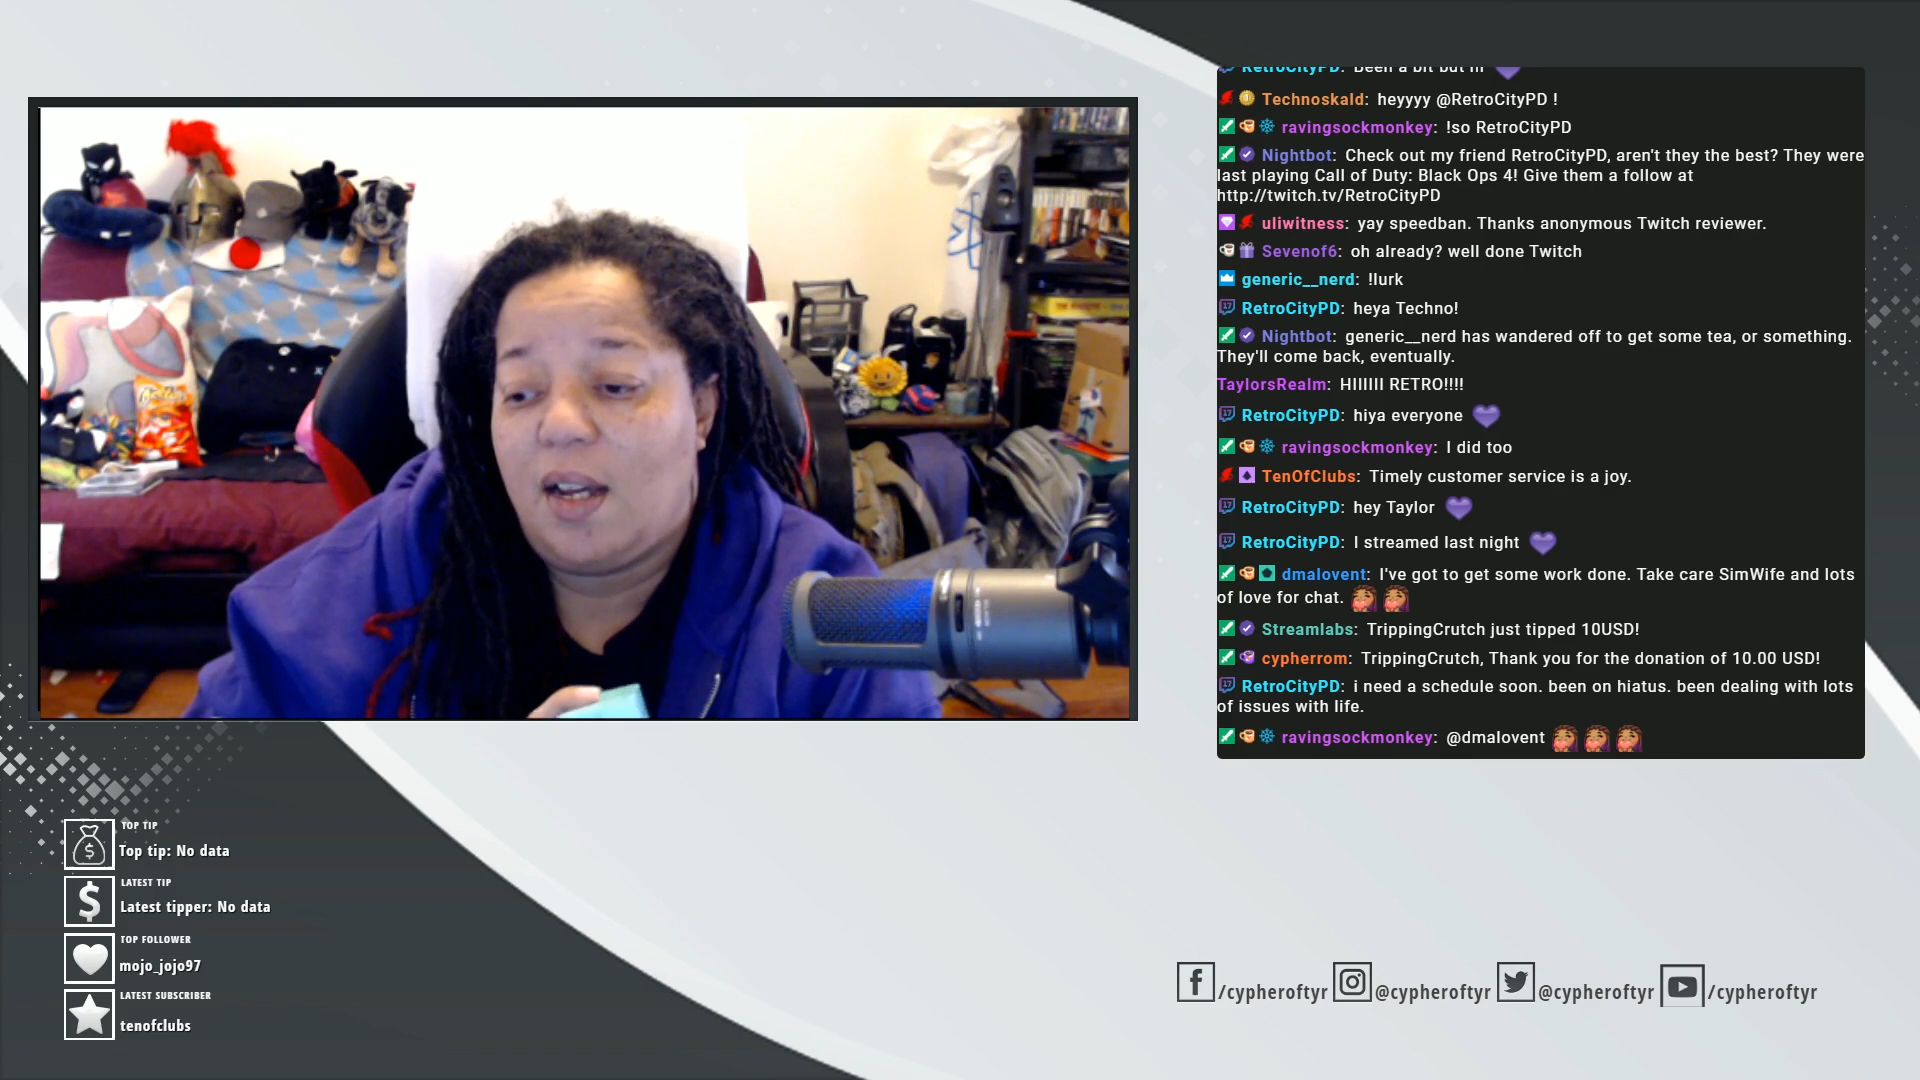 RetroCityPD: Been a bit but hi
Technoskald: heyyyy @RetroCityPD !
ravingsockmonkey: !so RetroCityPD
Nightbot: Check out my friend RetroCityPD, aren't they the best? They were
last playing Call of Duty: Black Ops 4! Give them a follow at
http://twitch.tv/RetroCityPD
uliwitness: yay speedban. Thanks anonymous Twitch reviewer.
Sevenof6: oh already? well done Twitch
generic__nerd: !lurk
RetroCityPD: heya Techno!
Nightbot: generic__nerd has wandered off to get some tea, or something.
They'll come back, eventually.
TaylorsRealm: HIIIIII RETRO!!!!
RetroCityPD: hiya everyone
ravingsockmonkey: I did too
TenOfClubs: Timely customer service is a joy.
RetroCityPD: hey Taylor
RetroCityPD: I streamed last night
dmalovent: I've got to get some work done. Take care SimWife and lots
of love for chat.
Streamlabs: TrippingCrutch just tipped 10USD!
cypherrom: TrippingCrutch, Thank you for the donation of 10.00 USD!
RetroCityPD: i need a schedule soon. been on hiatus. been dealing with lots
of issues with life.
ravingsockmonkey: @dmalovent
TOP TIP
Top tip: No data
LATEST TIP
Latest tipper: No data
TOP FOLLOWER
mojo_jojo97
LATEST SUBSCRIBER
tenofclubs
/cypheroftyr @cypheroftyr @cypheroftyr /cypheroftyr